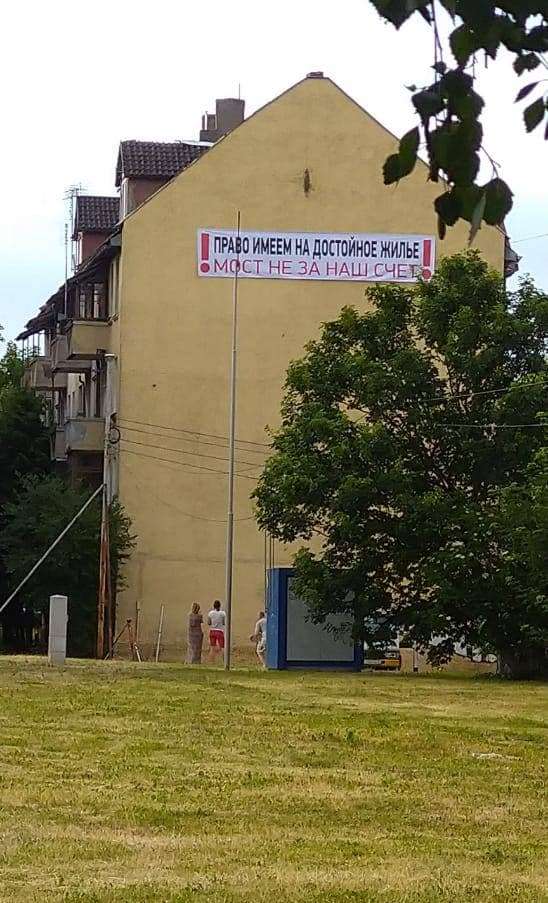 ПРАВО ИМЕЕМ НА ДОСТОЙНОЕ ЖИЛЬЕ
! МОСТ НЕ ЗА НАШ СЧЕТ !